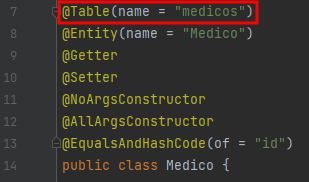 7 @Table(name = "medicos")
8 @Entity(name = "Medico")
9 @Getter
10 @Setter
11 @NoArgsConstructor
12 @AllArgsConstructor
13 @EqualsAndHashCode(of = "id")
14 public class Medico {